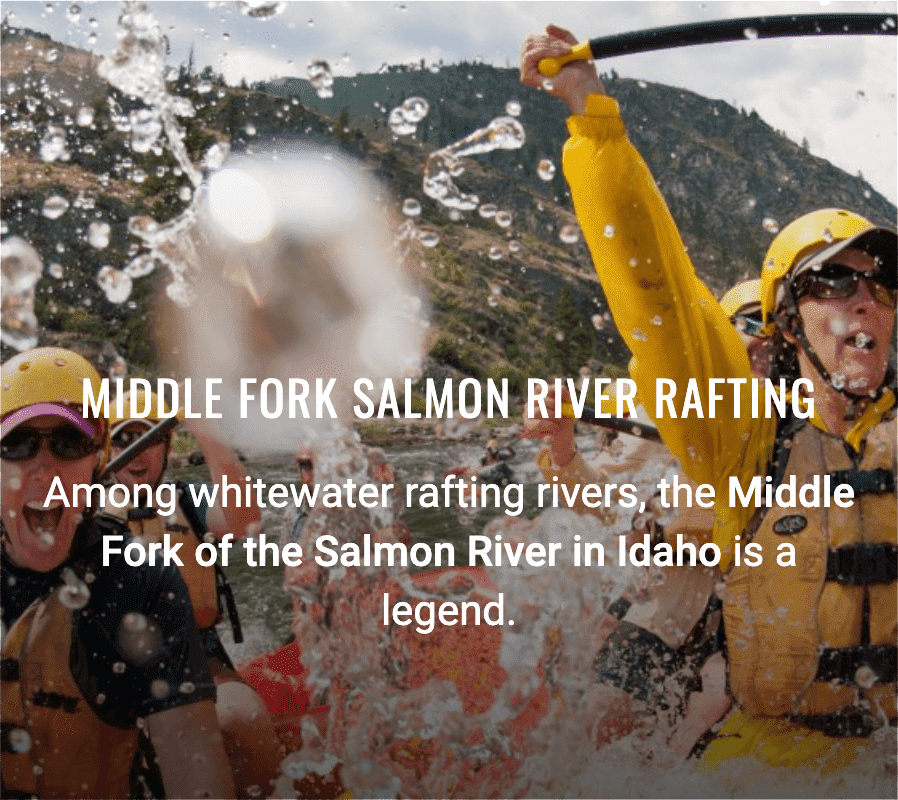 MIDDLE FORK SALMON RIVER RAFTING
Among whitewater rafting rivers, the Middle
Fork of the Salmon River in Idaho is a
legend.